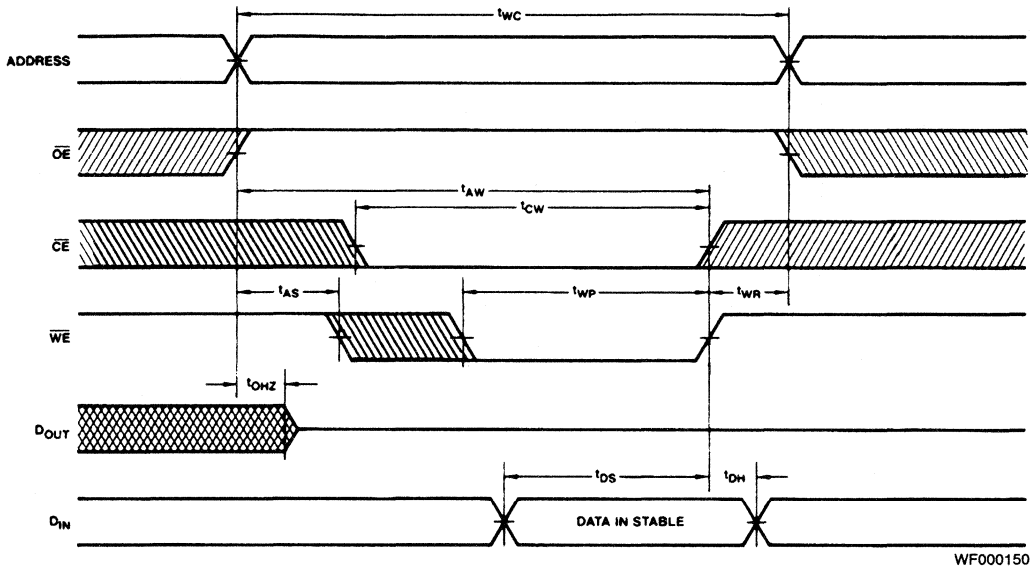 tWC
ADDRESS
OE
tAW
tCW
CE
tAS
tWP
tWR
WE
tOHZ
DOUT
tDS
tDH
DIN
DATA IN STABLE
WF000150